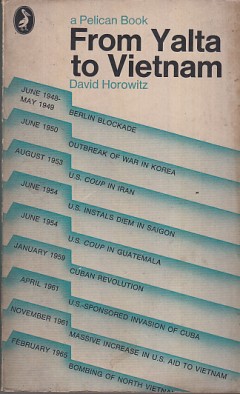 a Pelican Book
From Yalta
to Vietnam
David Horowitz
JUNE 1948-
MAY 1949
BERLIN BLOCKADE
JUNE 1950
OUTBREAK OF WAR IN KOREA
AUGUST 1953
U.S. COUP IN IRAN
JUNE 1954
U.S. INSTALS DIEM IN SAIGON
JUNE 1954
U.S. COUP IN GUATEMALA
JANUARY 1959
CUBAN REVOLUTION
APRIL 1961
U.S.-SPONSORED INVASION OF CUBA
NOVEMBER 1961
MASSIVE INCREASE IN U.S. AID TO VIETNAM
FEBRUARY 1965
BOMBING OF NORTH VIETNAM